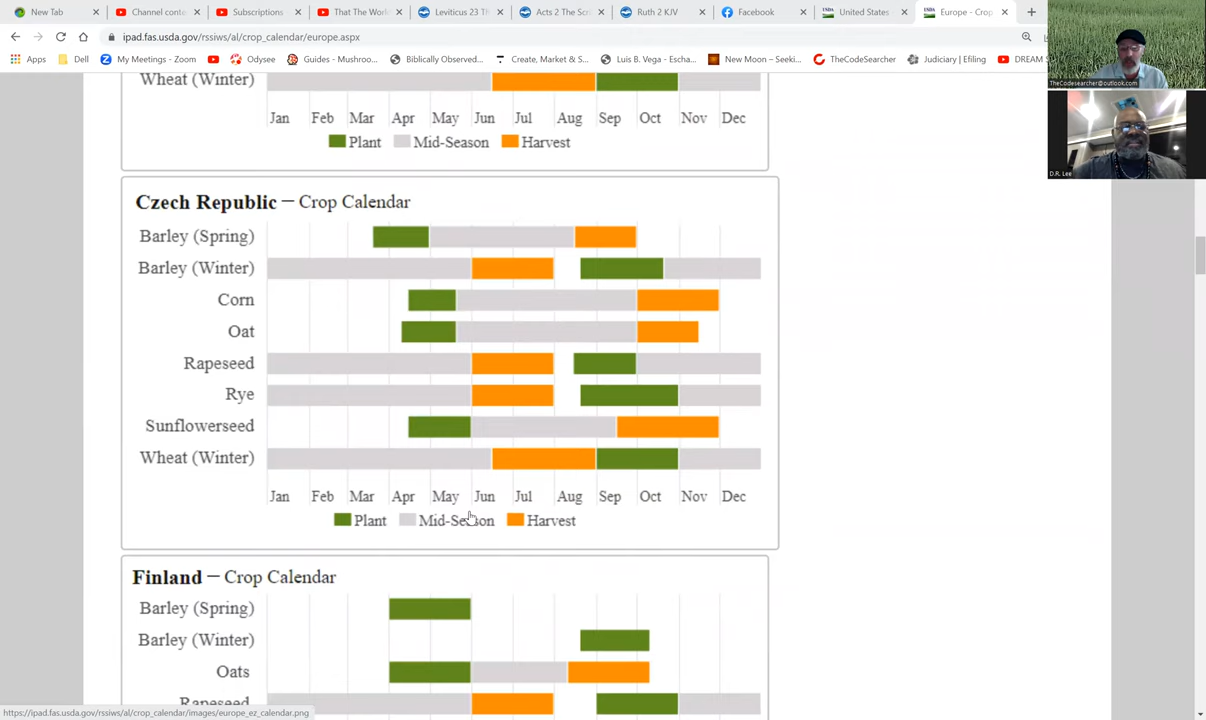 New Tab
Channel conte
Subscriptions
That The Worl
Leviticus 23 Th
Acts 2 The Scri
Ruth 2 KJV
Facebook
United States -
Europe - Crop
ipad.fas.usda.gov/rssiws/al/crop_calendar/europe.aspx
Apps
Dell
My Meetings - Zoom
Odysee
Guides - Mushroo...
Biblically Observed...
Create, Market & S...
Luis B. Vega - Escha...
New Moon – Seeki...
TheCodeSearcher
Judiciary | Efiling
DREAM S
TheCodesearcher@outlook.com
D.R. Lee
Wheat (Winter)
Jan Feb Mar Apr May Jun Jul Aug Sep Oct Nov Dec
Plant Mid-Season Harvest
Czech Republic – Crop Calendar
Barley (Spring)
Barley (Winter)
Corn
Oat
Rapeseed
Rye
Sunflowerseed
Wheat (Winter)
Jan Feb Mar Apr May Jun Jul Aug Sep Oct Nov Dec
Plant Mid-Season Harvest
Finland – Crop Calendar
Barley (Spring)
Barley (Winter)
Oats
Rapeseed
https://ipad.fas.usda.gov/rssiws/al/crop_calendar/images/europe_ez_calendar.png